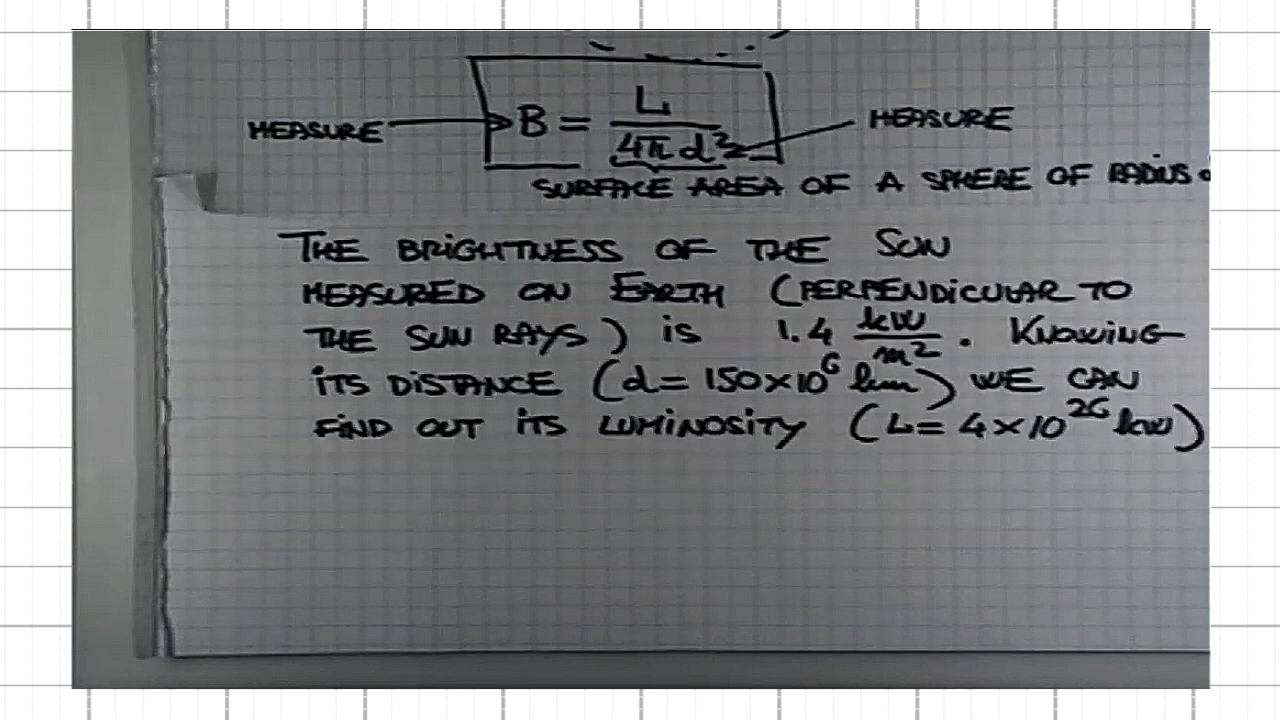 B = L / 4π d²
MEASURE
MEASURE
SURFACE AREA OF A SPHERE OF RADIUS
THE BRIGHTNESS OF THE SUN
MEASURED ON EARTH (PERPENDICULAR TO
THE SUN RAYS) is 1.4 kW/m². KNOWING
iTS DiSTANCE (d = 150×10⁶ km) WE CAN
FiND OUT iTS LUMiNOSiTY (L = 4×10²⁶ kW)